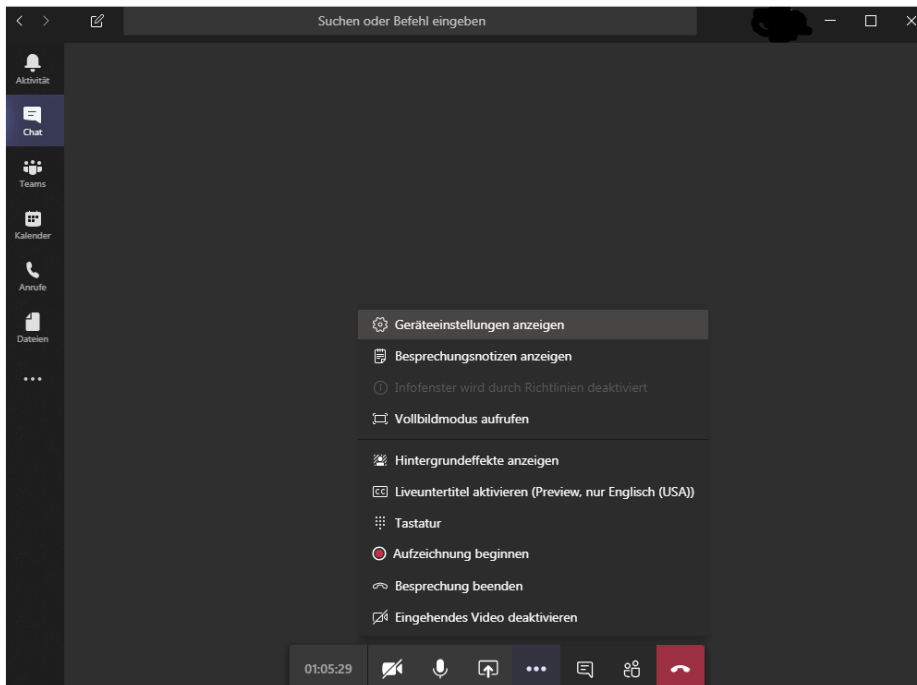 Suchen oder Befehl eingeben
Aktivität
Chat
Teams
Kalender
Anrufe
Dateien
Geräteeinstellungen anzeigen
Besprechungsnotizen anzeigen
Infofenster wird durch Richtlinien deaktiviert
Vollbildmodus aufrufen
Hintergrundeffekte anzeigen
CC Liveuntertitel aktivieren (Preview, nur Englisch (USA))
Tastatur
Aufzeichnung beginnen
Besprechung beenden
Eingehendes Video deaktivieren
01:05:29